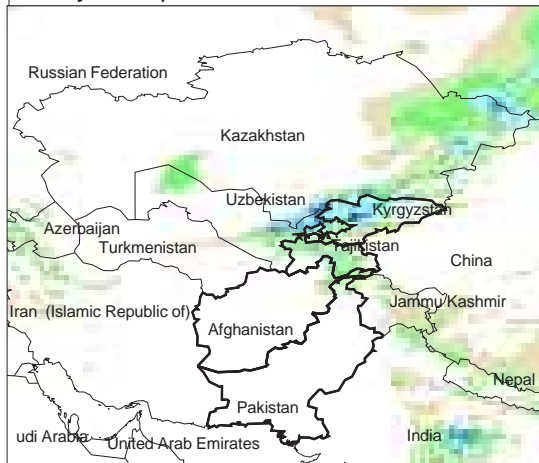 Russian Federation
Kazakhstan
Uzbekistan
Kyrgyzstan
Azerbaijan
Turkmenistan
Tajikistan
China
Iran (Islamic Republic of)
Jammu Kashmir
Afghanistan
Nepal
Pakistan
udi Arabia
United Arab Emirates
India